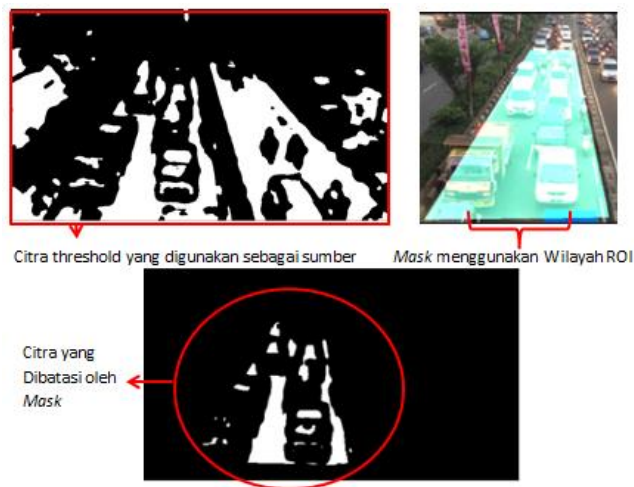 Citra threshold yang digunakan sebagai sumber
Mask menggunakan Wilayah ROI
Citra yang
Dibatasi oleh
Mask